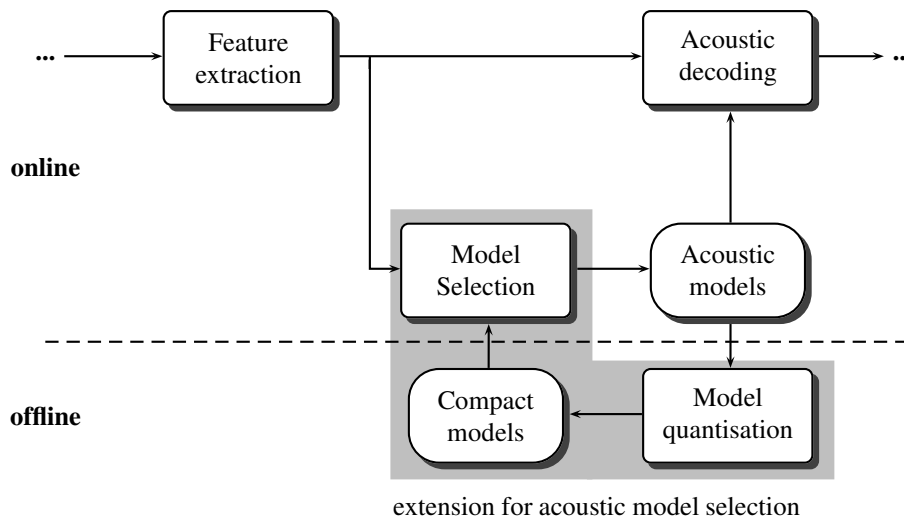 ...
Feature
extraction
Acoustic
decoding
..
online
Model
Selection
Acoustic
models
offline
Compact
models
Model
quantisation
extension for acoustic model selection